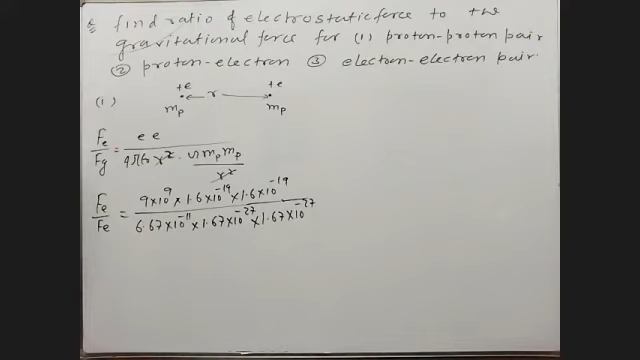 Q find ratio of electrostatic force to the
gravitational force for (1) proton-proton pair
② proton-electron ③ electron-electron pair.
(1) +e r +e
mp mp
Fe/Fg = e e / 4πε0 r² · G mp mp / r²
Fe/Fe = 9×10⁹ × 1.6×10⁻¹⁹ × 1.6×10⁻¹⁹ / 6.67×10⁻¹¹ × 1.67×10⁻²⁷ × 1.67×10⁻²⁷